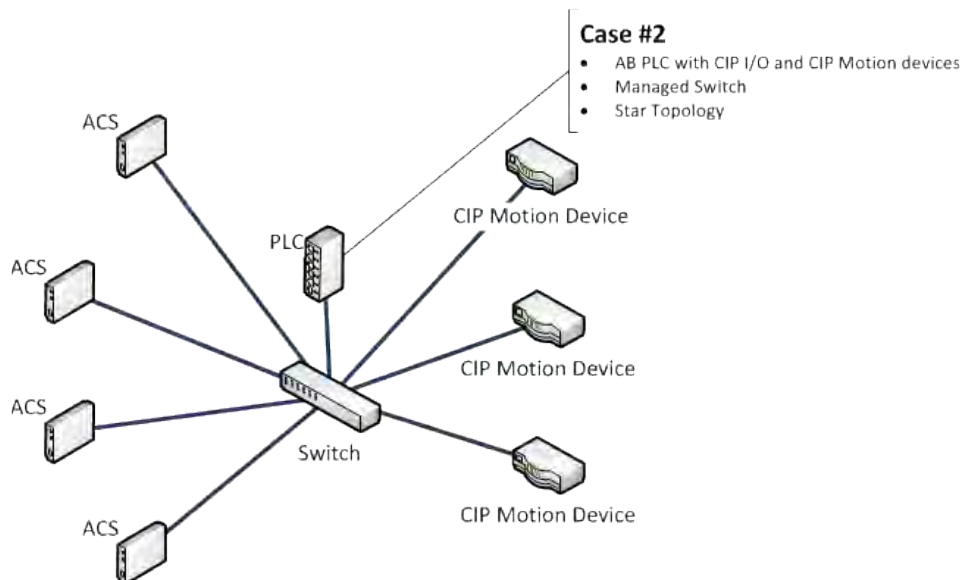 Case #2
• AB PLC with CIP I/O and CIP Motion devices
• Managed Switch
• Star Topology
ACS
CIP Motion Device
PLC
ACS
CIP Motion Device
ACS
Switch
CIP Motion Device
ACS